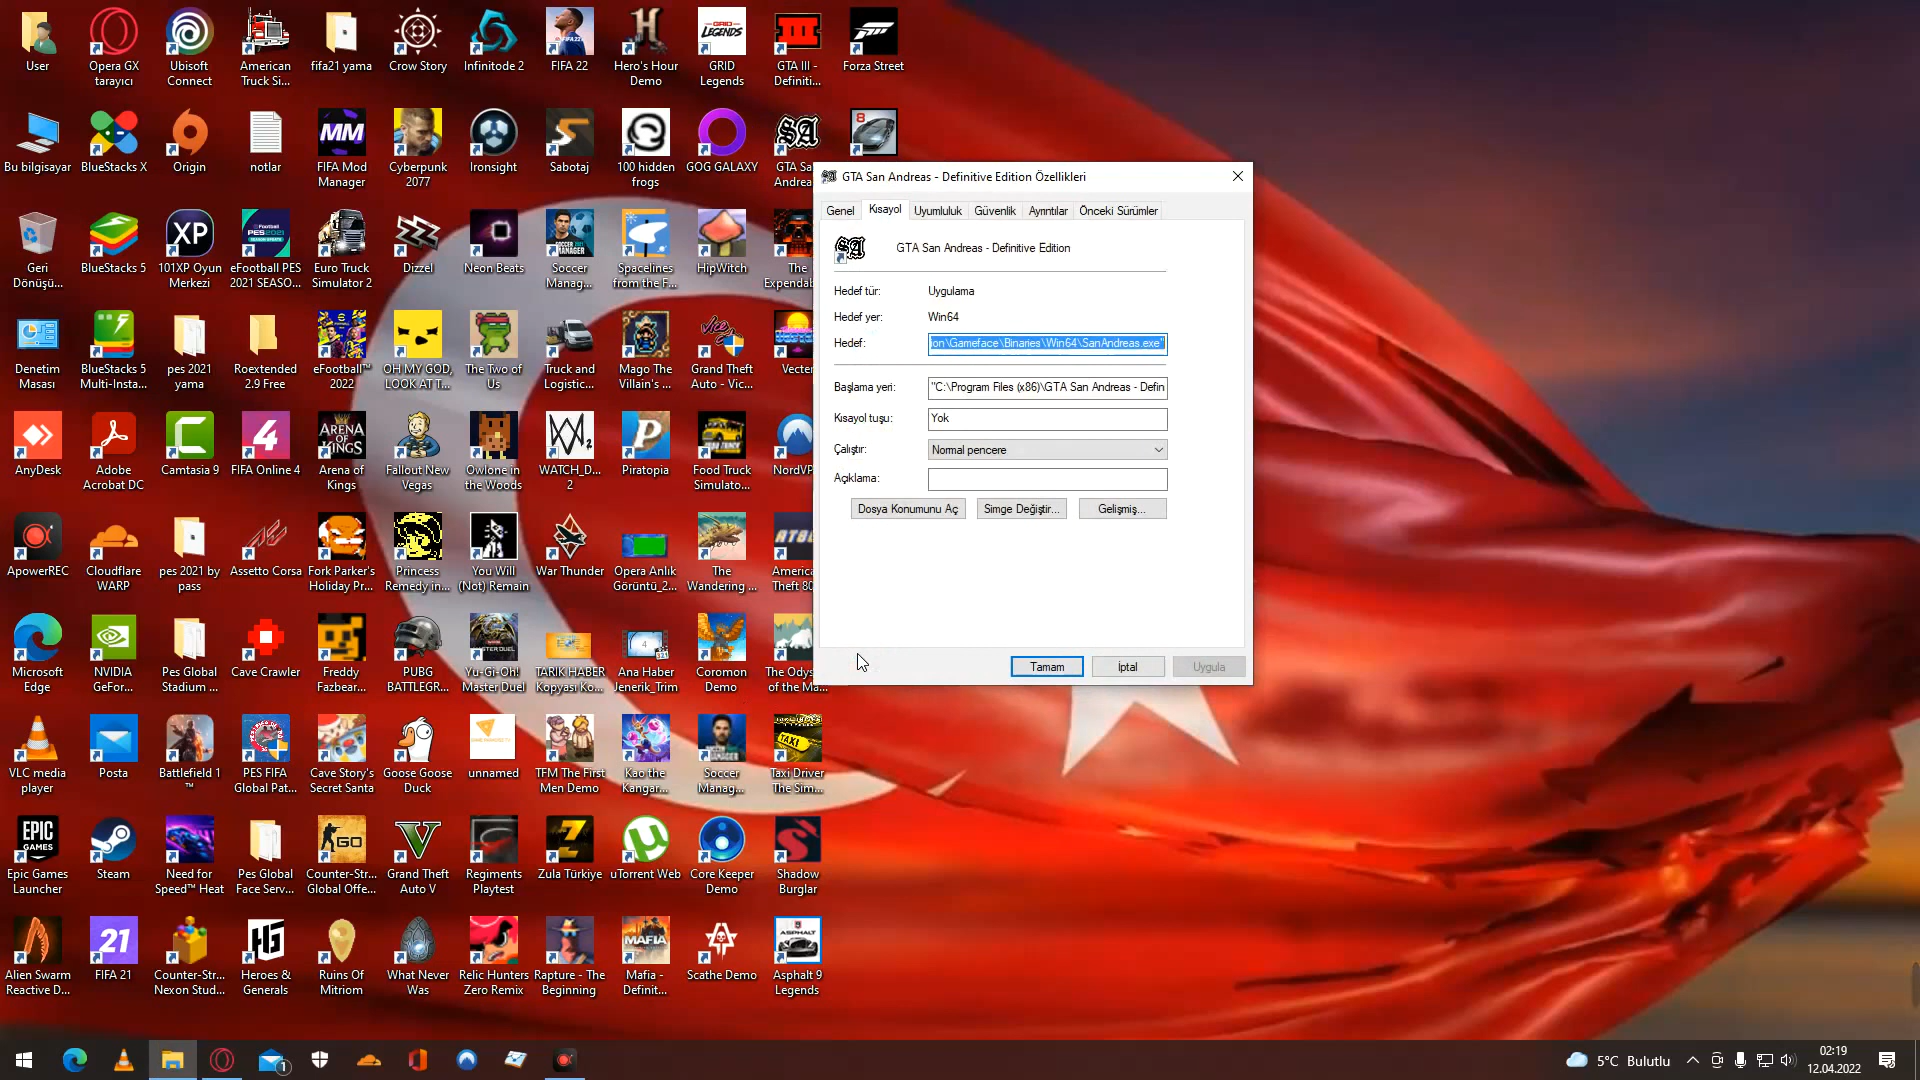 User
Opera GX
tarayıcı
Ubisoft
Connect
American
Truck Si...
fifa21 yama
Crow Story
Infinitode 2
FIFA 22
Hero's Hour
Demo
GRID
Legends
GTA III -
Definiti...
Forza Street
Bu bilgisayar
BlueStacks X
Origin
notlar
FIFA Mod
Manager
Cyberpunk
2077
Ironsight
Sabotaj
100 hidden
frogs
GOG GALAXY
GTA Sa
Andrea
Geri
Dönüşü...
BlueStacks 5
101XP Oyun
Merkezi
eFootball PES
2021 SEASO...
Euro Truck
Simulator 2
Dizzel
Neon Beats
Soccer
Manag...
Spacelines
from the F...
HipWitch
The
Expendab
Denetim
Masası
BlueStacks 5
Multi-Insta...
pes 2021
yama
Roextended
2.9 Free
eFootball™
2022
OH MY GOD,
LOOK AT T...
The Two of
Us
Truck and
Logistic...
Mago The
Villain's ...
Grand Theft
Auto - Vic...
Vecter
AnyDesk
Adobe
Acrobat DC
Camtasia 9
FIFA Online 4
Arena of
Kings
Fallout New
Vegas
Owlone in
the Woods
WATCH_D...
2
Piratopia
Food Truck
Simulato...
NordVP
ApowerREC
Cloudflare
WARP
pes 2021 by
pass
Assetto Corsa
Fork Parker's
Holiday Pr...
Princess
Remedy in...
You Will
(Not) Remain
War Thunder
Opera Anlık
Görüntü_2...
The
Wandering ...
America
Theft 80
Microsoft
Edge
NVIDIA
GeFor...
Pes Global
Stadium ...
Cave Crawler
Freddy
Fazbear...
PUBG
BATTLEGR...
Yu-Gi-Oh!
Master Duel
TARIK HABER
Kopyası Ko...
Ana Haber
Jenerik_Trim
Coromon
Demo
The Odys
of the Ma...
VLC media
player
Posta
Battlefield 1
™
PES FIFA
Global Pat...
Cave Story's
Secret Santa
Goose Goose
Duck
unnamed
TFM The First
Men Demo
Kao the
Kangar...
Soccer
Manag...
Taxi Driver
The Sim...
Epic Games
Launcher
Steam
Need for
Speed™ Heat
Pes Global
Face Serv...
Counter-Str...
Global Offe...
Grand Theft
Auto V
Regiments
Playtest
Zula Türkiye
uTorrent Web
Core Keeper
Demo
Shadow
Burglar
Alien Swarm
Reactive D...
FIFA 21
Counter-Str...
Nexon Stud...
Heroes &
Generals
Ruins Of
Mitriom
What Never
Was
Relic Hunters
Zero Remix
Rapture - The
Beginning
Mafia -
Definit...
Scathe Demo
Asphalt 9
Legends
GTA San Andreas - Definitive Edition Özellikleri
Genel
Kısayol
Uyumluluk
Güvenlik
Ayrıntılar
Önceki Sürümler
GTA San Andreas - Definitive Edition
Hedef tür: Uygulama
Hedef yer: Win64
Hedef: ion\Gameface\Binaries\Win64\SanAndreas.exe"
Başlama yeri: "C:\Program Files (x86)\GTA San Andreas - Defin
Kısayol tuşu: Yok
Çalıştır: Normal pencere
Açıklama:
Dosya Konumunu Aç
Simge Değiştir...
Gelişmiş...
Tamam
İptal
Uygula
5°C Bulutlu
02:19
12.04.2022